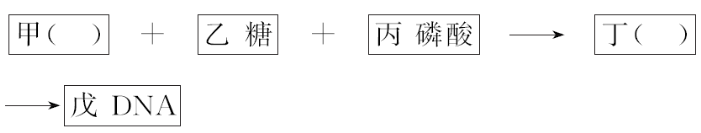 甲(　) + 乙 糖 + 丙 磷酸 ⟶ 丁(　)
⟶ 戊 DNA